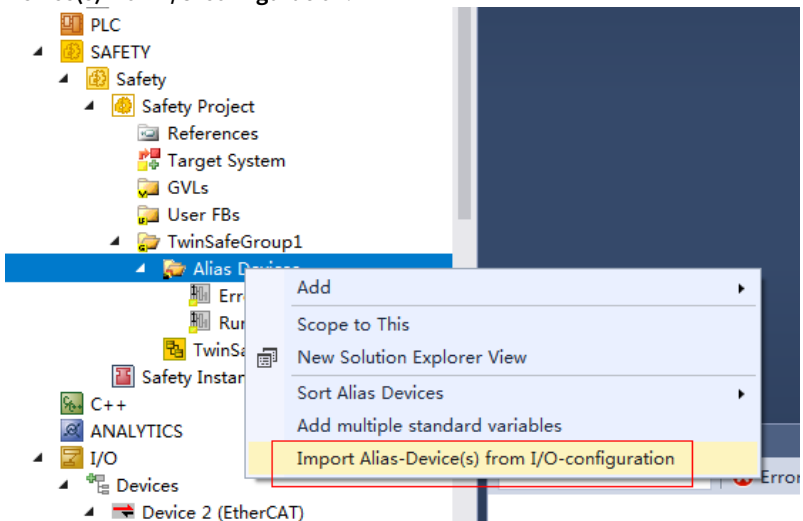 PLC
SAFETY
Safety
Safety Project
References
Target System
GVLs
User FBs
TwinSafeGroup1
Alias
Add
Scope to This
New Solution Explorer View
Safety
Sort Alias Devices
C++
Add multiple standard variables
ANALYTICS
Import Alias-Device(s) from I/O-configuration
I/O
Devices
Device 2 (EtherCAT)